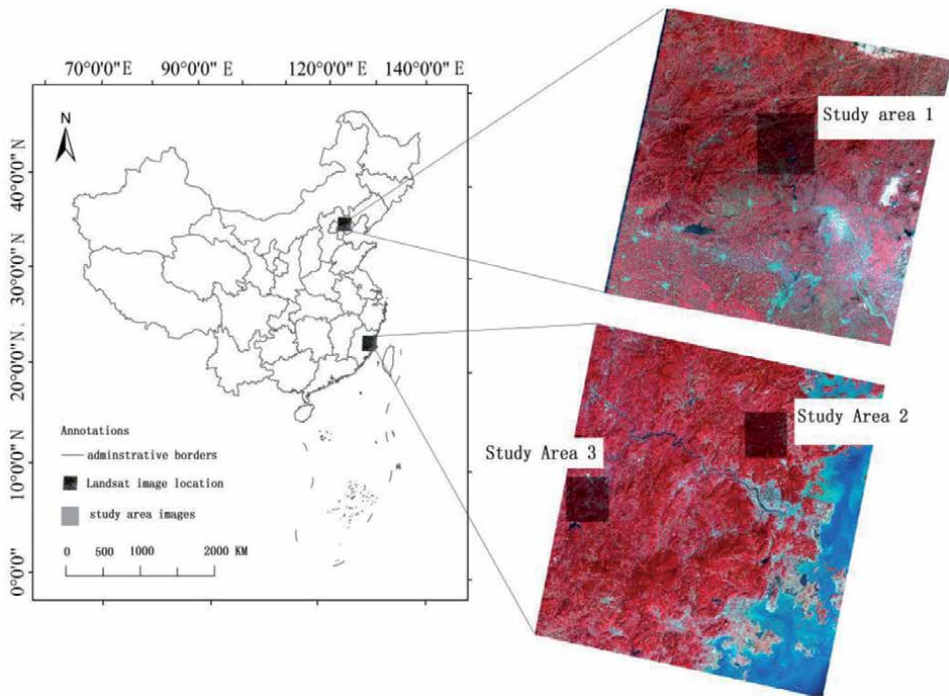 70°0'0" E 90°0'0" E 120°0'0" E 140°0'0" E
N
40°0'0" N
30°0'0" N
20°0'0" N
10°0'0" N
0°0'0"
Annotations
adminstrative borders
Landsat image location
study area images
0 500 1000 2000 KM
Study area 1
Study Area 2
Study Area 3